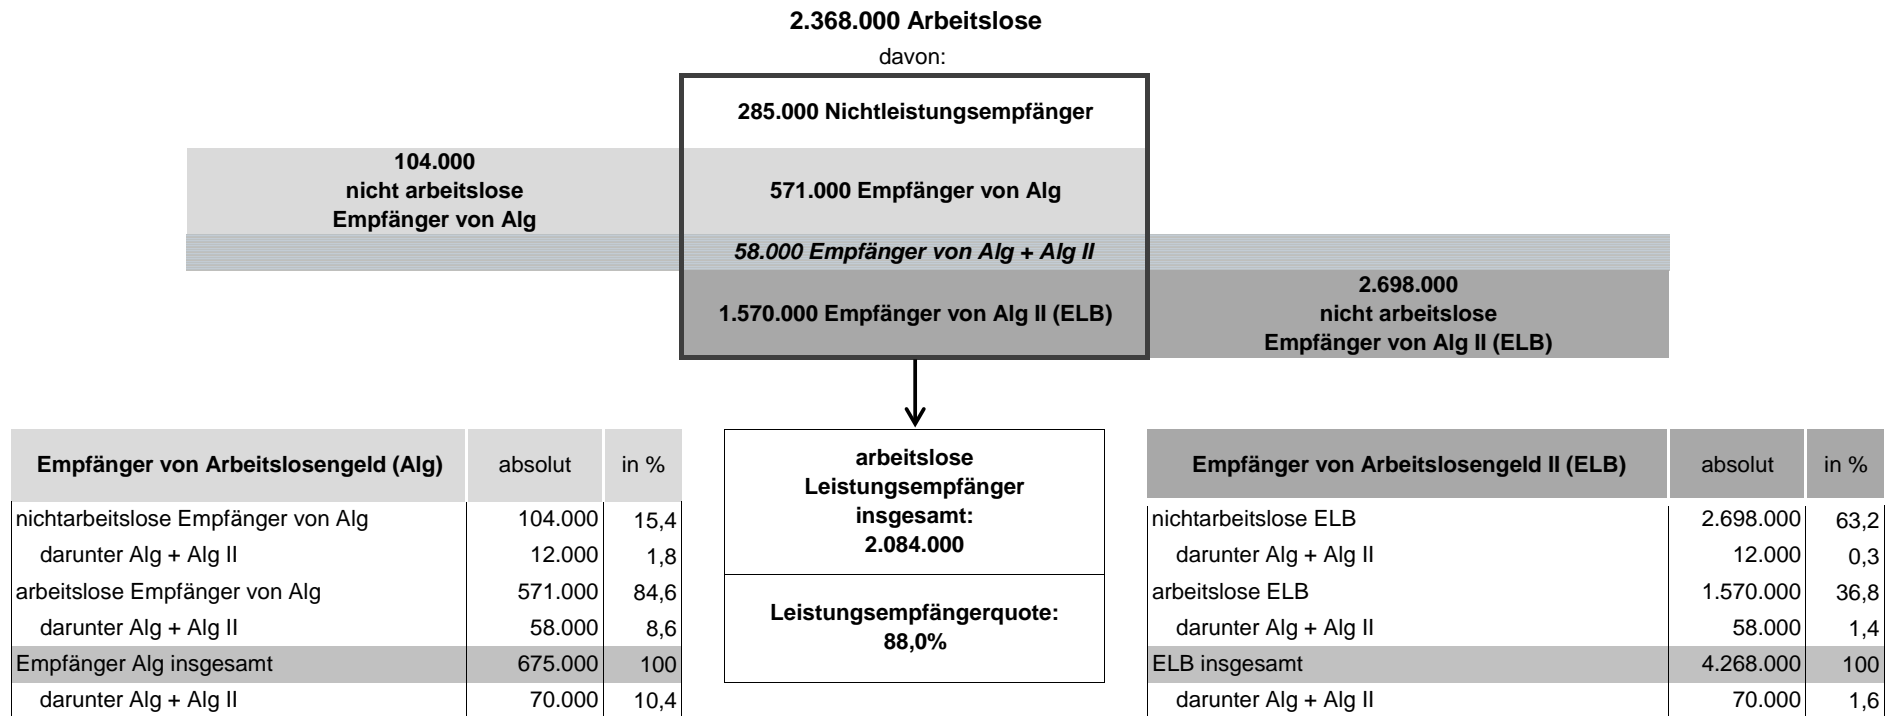 2.368.000 Arbeitslose
davon:
285.000 Nichtleistungsempfänger
104.000
nicht arbeitslose
Empfänger von Alg
571.000 Empfänger von Alg
58.000 Empfänger von Alg + Alg II
1.570.000 Empfänger von Alg II (ELB)
2.698.000
nicht arbeitslose
Empfänger von Alg II (ELB)
Empfänger von Arbeitslosengeld (Alg) absolut in %
nichtarbeitslose Empfänger von Alg 104.000 15,4
darunter Alg + Alg II 12.000 1,8
arbeitslose Empfänger von Alg 571.000 84,6
darunter Alg + Alg II 58.000 8,6
Empfänger Alg insgesamt 675.000 100
darunter Alg + Alg II 70.000 10,4
arbeitslose
Leistungsempfänger
insgesamt:
2.084.000
Leistungsempfängerquote:
88,0%
Empfänger von Arbeitslosengeld II (ELB) absolut in %
nichtarbeitslose ELB 2.698.000 63,2
darunter Alg + Alg II 12.000 0,3
arbeitslose ELB 1.570.000 36,8
darunter Alg + Alg II 58.000 1,4
ELB insgesamt 4.268.000 100
darunter Alg + Alg II 70.000 1,6